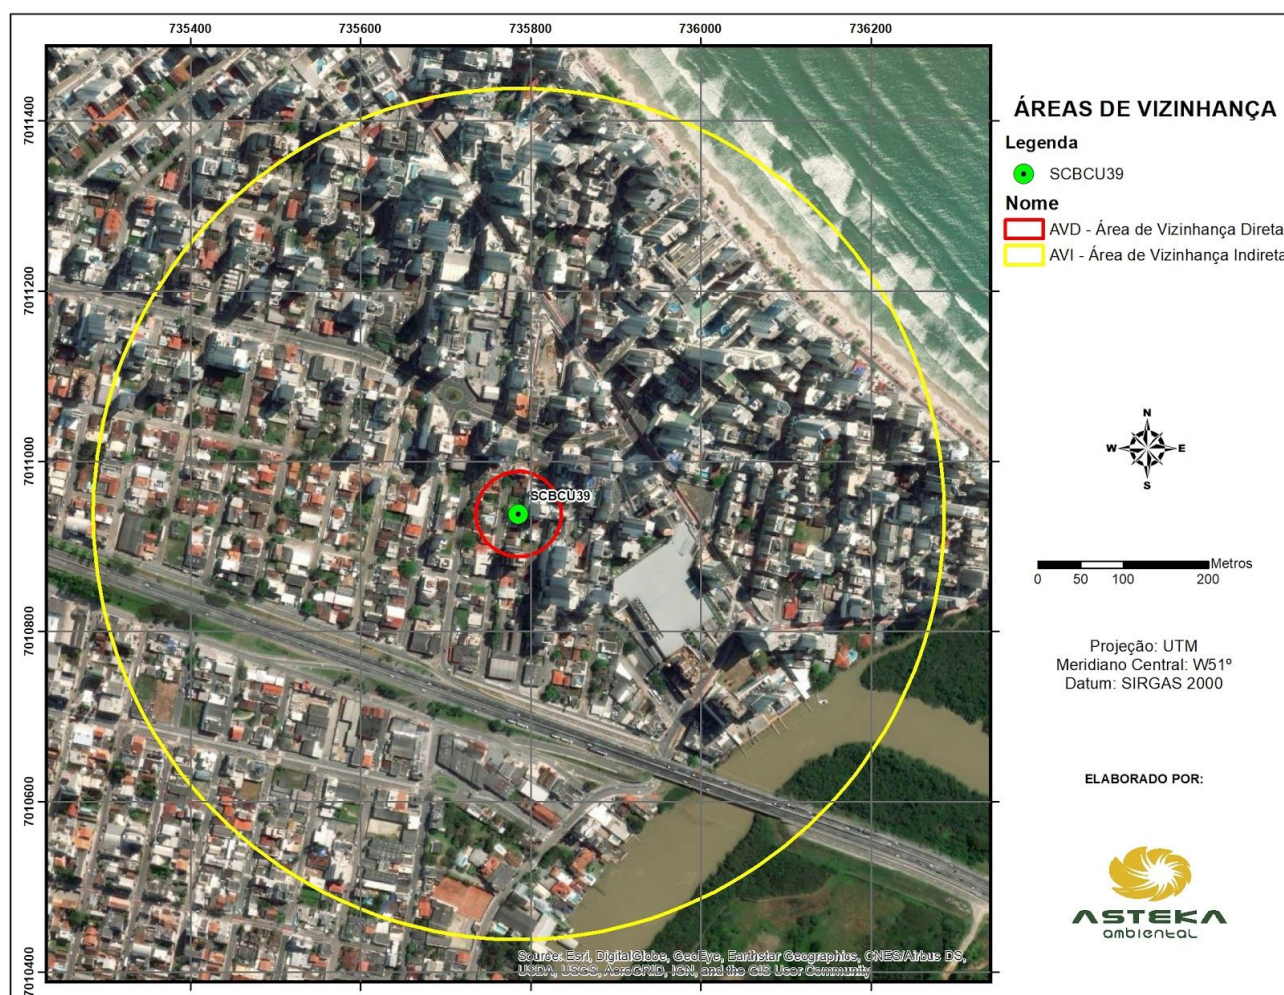 735400
735600
735800
736000
736200
7011400
7011200
7011000
7010800
7010600
7010400
SCBCU39
ÁREAS DE VIZINHANÇA
Legenda
SCBCU39
Nome
AVD - Área de Vizinhança Direta
AVI - Área de Vizinhança Indireta
N
W
E
S
Metros
0 50 100 200
Projeção: UTM
Meridiano Central: W51º
Datum: SIRGAS 2000
ELABORADO POR:
ASTEKA
ambiental
Source: Esri, DigitalGlobe, GeoEye, Earthstar Geographics, CNES/Airbus DS,
USDA, USGS, AeroGRID, IGN, and the GIS User Community